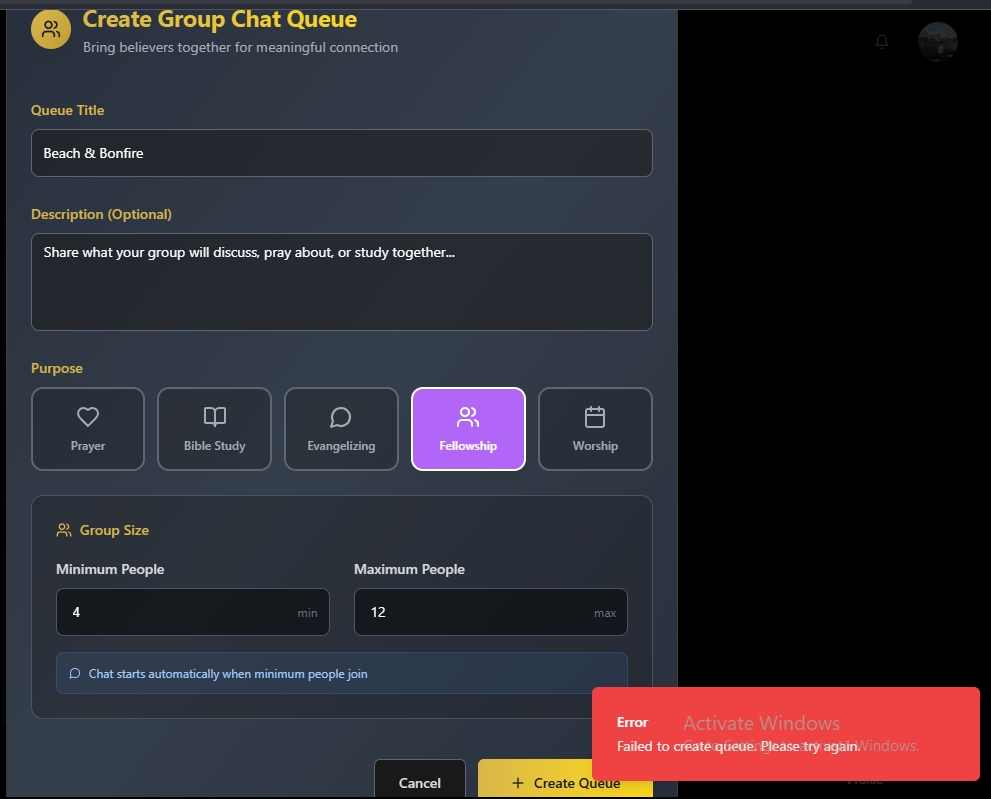 Create Group Chat Queue
Bring believers together for meaningful connection
Queue Title
Beach & Bonfire
Description (Optional)
Share what your group will discuss, pray about, or study together...
Purpose
Prayer
Bible Study
Evangelizing
Fellowship
Worship
Group Size
Minimum People
Maximum People
4 min
12 max
Chat starts automatically when minimum people join
Error
Failed to create queue. Please try again.
Activate Windows
Go to Settings to activate Windows.
Cancel
+ Create Queue
Profile